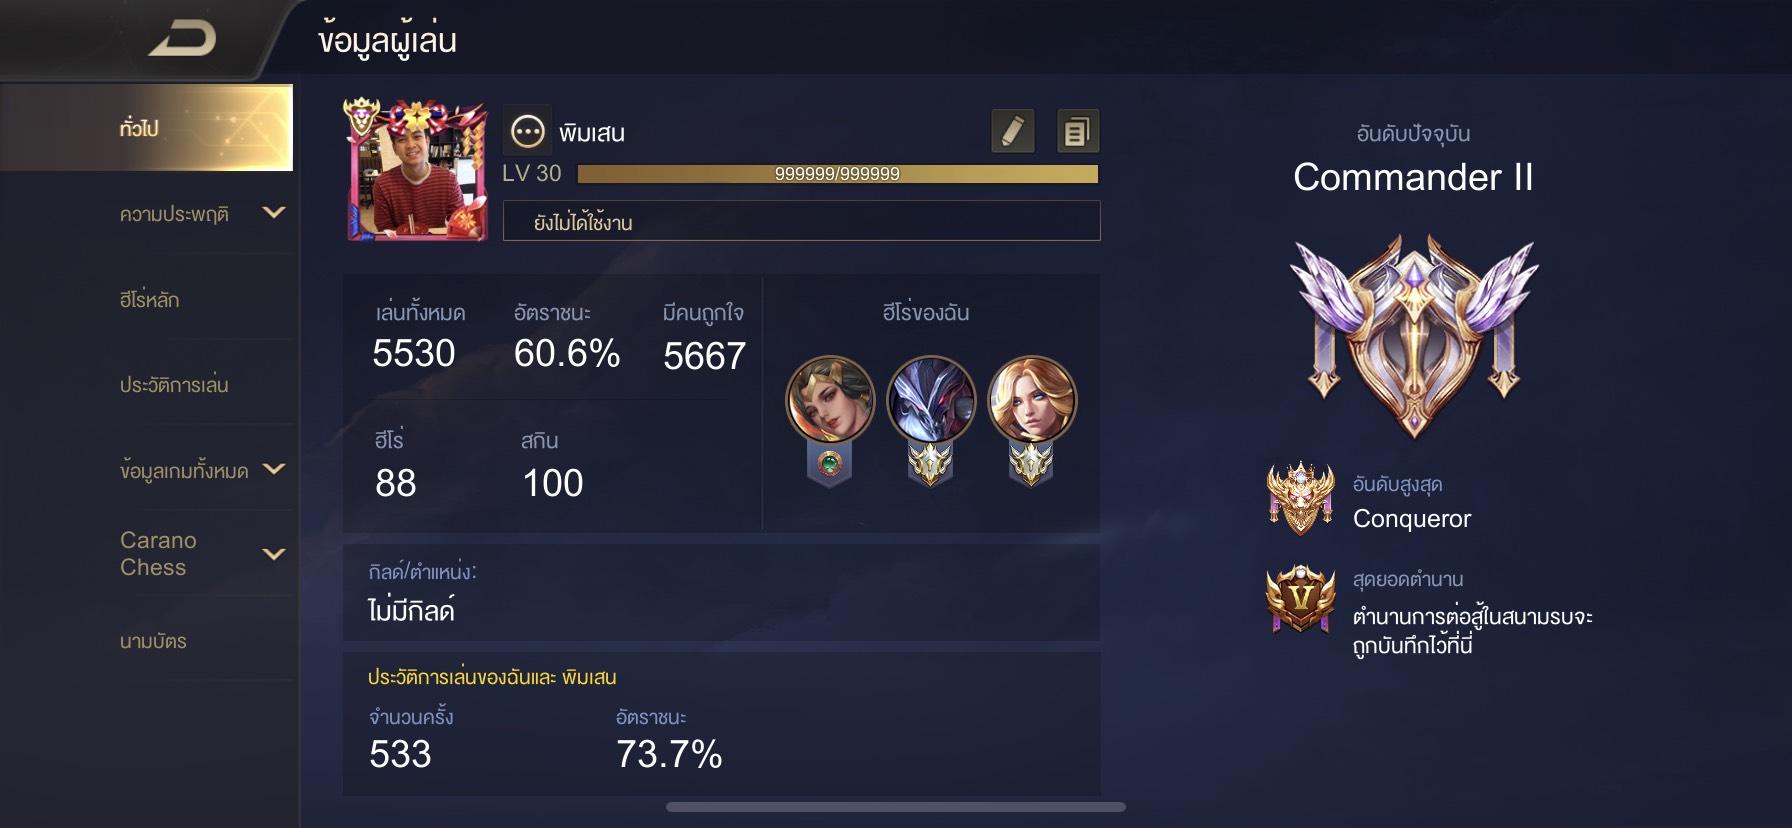 ข้อมูลผู้เล่น
ทั่วไป
ความประพฤติ
ฮีโร่หลัก
ประวัติการเล่น
ข้อมูลเกมทั้งหมด
Carano
Chess
นามบัตร
พิมเสน
LV 30
999999/999999
ยังไม่ได้ใช้งาน
เล่นทั้งหมด อัตราชนะ มีคนถูกใจ
5530 60.6% 5667
ฮีโร่ สกิน
88 100
ฮีโร่ของฉัน
กิลด์/ตำแหน่ง:
ไม่มีกิลด์
ประวัติการเล่นของฉันและ พิมเสน
จำนวนครั้ง อัตราชนะ
533 73.7%
อันดับปัจจุบัน
Commander II
อันดับสูงสุด
Conqueror
V
สุดยอดตำนาน
ตำนานการต่อสู้ในสนามรบจะ
ถูกบันทึกไว้ที่นี่